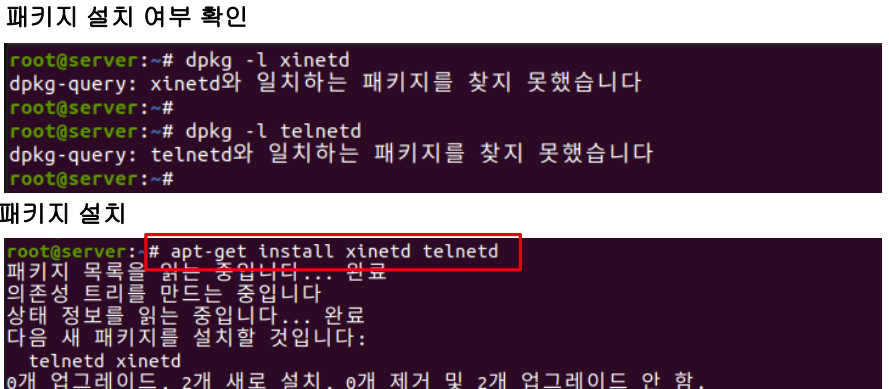 패키지 설치 여부 확인
root@server:~# dpkg -l xinetd
dpkg-query: xinetd와 일치하는 패키지를 찾지 못했습니다
root@server:~#
root@server:~# dpkg -l telnetd
dpkg-query: telnetd와 일치하는 패키지를 찾지 못했습니다
root@server:~#
패키지 설치
root@server:~# apt-get install xinetd telnetd
패키지 목록을 읽는 중입니다... 완료
의존성 트리를 만드는 중입니다
상태 정보를 읽는 중입니다... 완료
다음 새 패키지를 설치할 것입니다:
telnetd xinetd
0개 업그레이드, 2개 새로 설치, 0개 제거 및 2개 업그레이드 안 함.